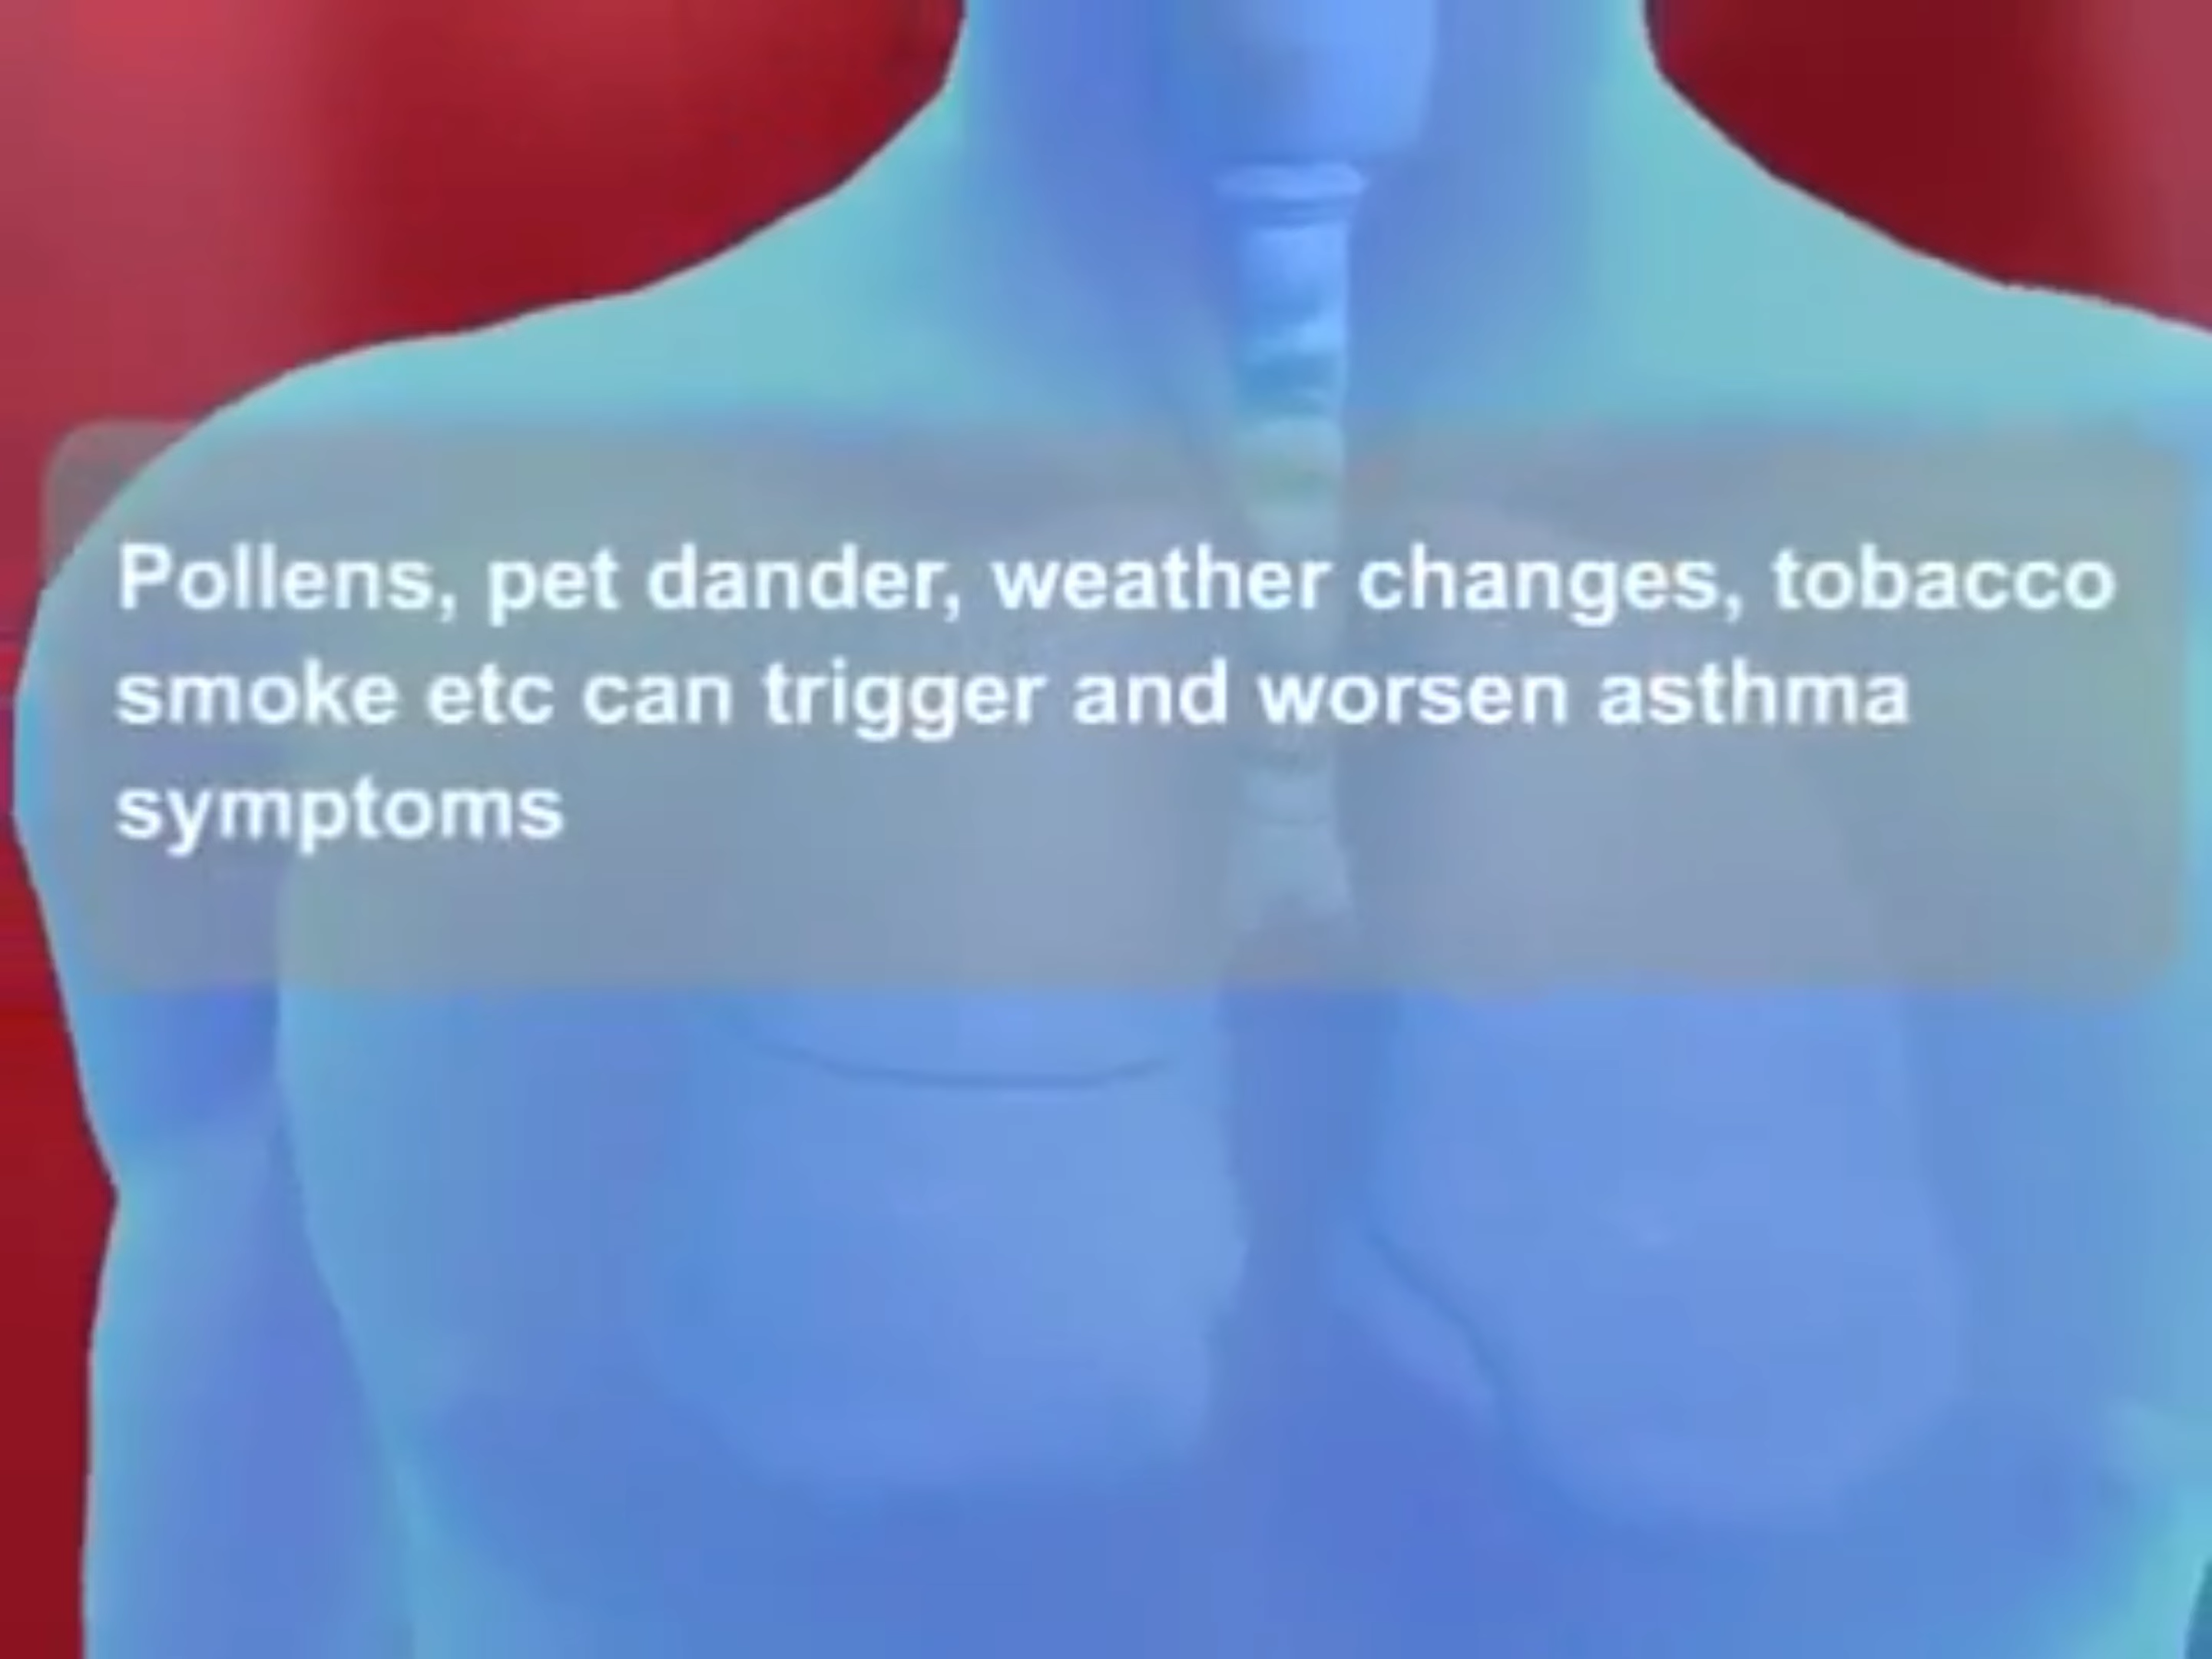 Pollens, pet dander, weather changes, tobacco
smoke etc can trigger and worsen asthma
symptoms